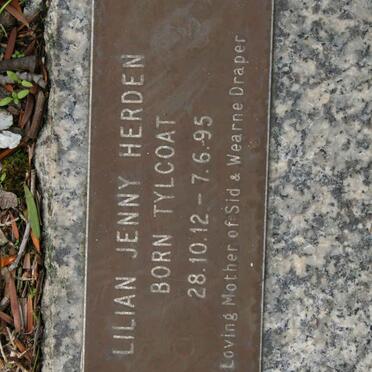 LILIAN JENNY HERDEN
BORN TYLCOAT
28.10.12.-7.6.95
Loving Mother of Sid & Wearne Draper